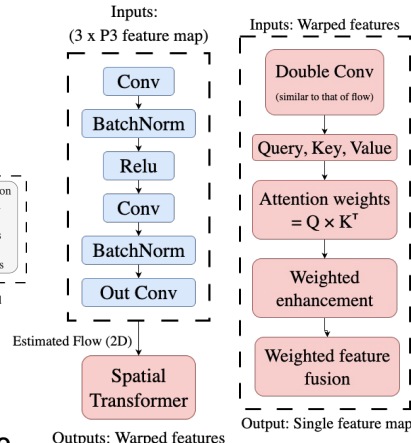 Inputs:
(3 x P3 feature map)
Conv
BatchNorm
Relu
Conv
BatchNorm
Out Conv
Estimated Flow (2D)
Spatial
Transformer
Outputs: Warped features
Inputs: Warped features
Double Conv
(similar to that of flow)
Query, Key, Value
Attention weights
= Q × Kᵀ
Weighted
enhancement
Weighted feature
fusion
Output: Single feature map